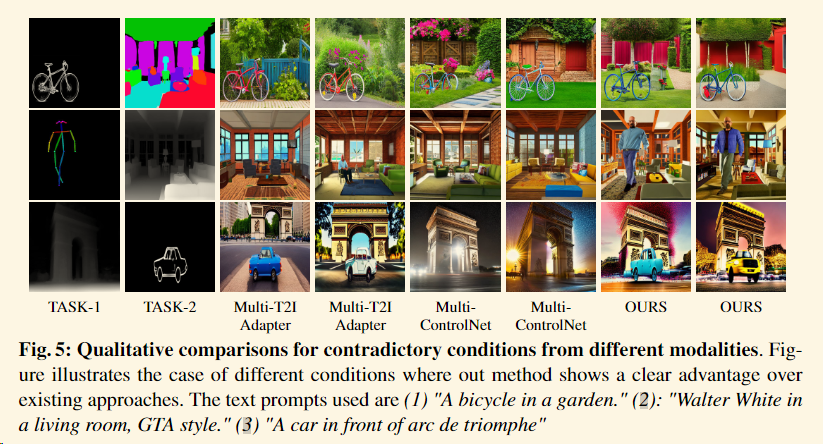 TASK-1
TASK-2
Multi-T2I Adapter
Multi-T2I Adapter
Multi-ControlNet
Multi-ControlNet
OURS
OURS
Fig. 5: Qualitative comparisons for contradictory conditions from different modalities. Fig-
ure illustrates the case of different conditions where out method shows a clear advantage over
existing approaches. The text prompts used are (1) "A bicycle in a garden." (2): "Walter White in
a living room, GTA style." (3) "A car in front of arc de triomphe"